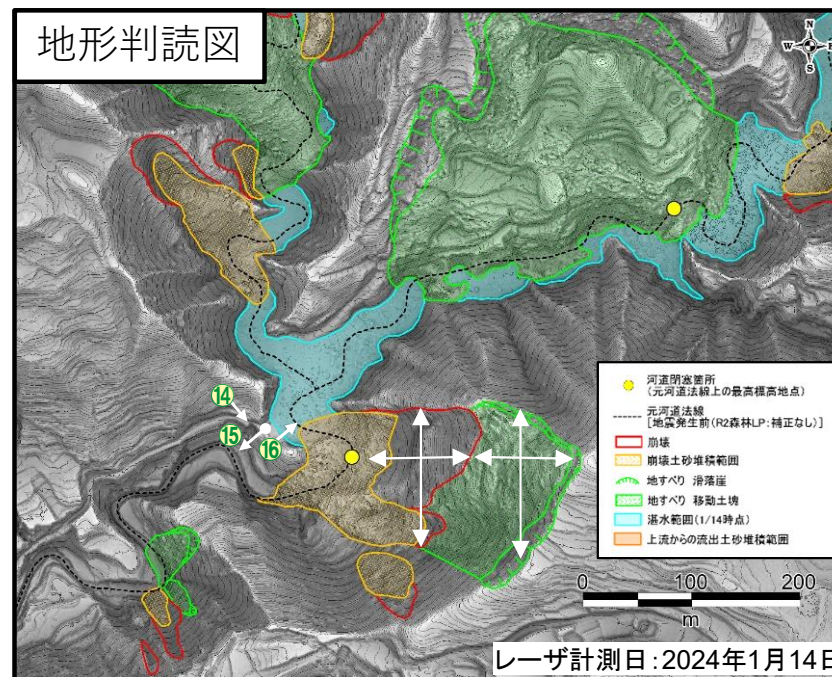 地形判読図
N
W
S
⑭
⑮
⑯
河道閉塞箇所
(元河道法線上の最高標高地点)
元河道法線
[地震発生前(R2森林LP:補正なし)]
崩壊
崩壊土砂堆積範囲
地すべり 滑落崖
地すべり 移動土塊
湛水範囲(1/14時点)
上流からの流出土砂堆積範囲
0 100 200
m
レーザ計測日:2024年1月14日